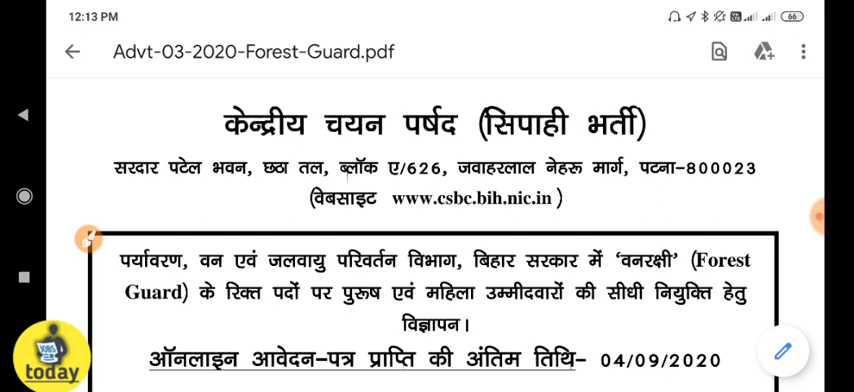 12:13 PM
66
Advt-03-2020-Forest-Guard.pdf
केन्द्रीय चयन पर्षद (सिपाही भर्ती)
सरदार पटेल भवन, छठा तल, ब्लॉक ए/626, जवाहरलाल नेहरू मार्ग, पटना-800023
(वेबसाइट www.csbc.bih.nic.in )
पर्यावरण, वन एवं जलवायु परिवर्तन विभाग, बिहार सरकार में ‘वनरक्षी’ (Forest
Guard) के रिक्त पदों पर पुरूष एवं महिला उम्मीदवारों की सीधी नियुक्ति हेतु
विज्ञापन।
ऑनलाइन आवेदन-पत्र प्राप्ति की अंतिम तिथि- 04/09/2020
JOBS
today